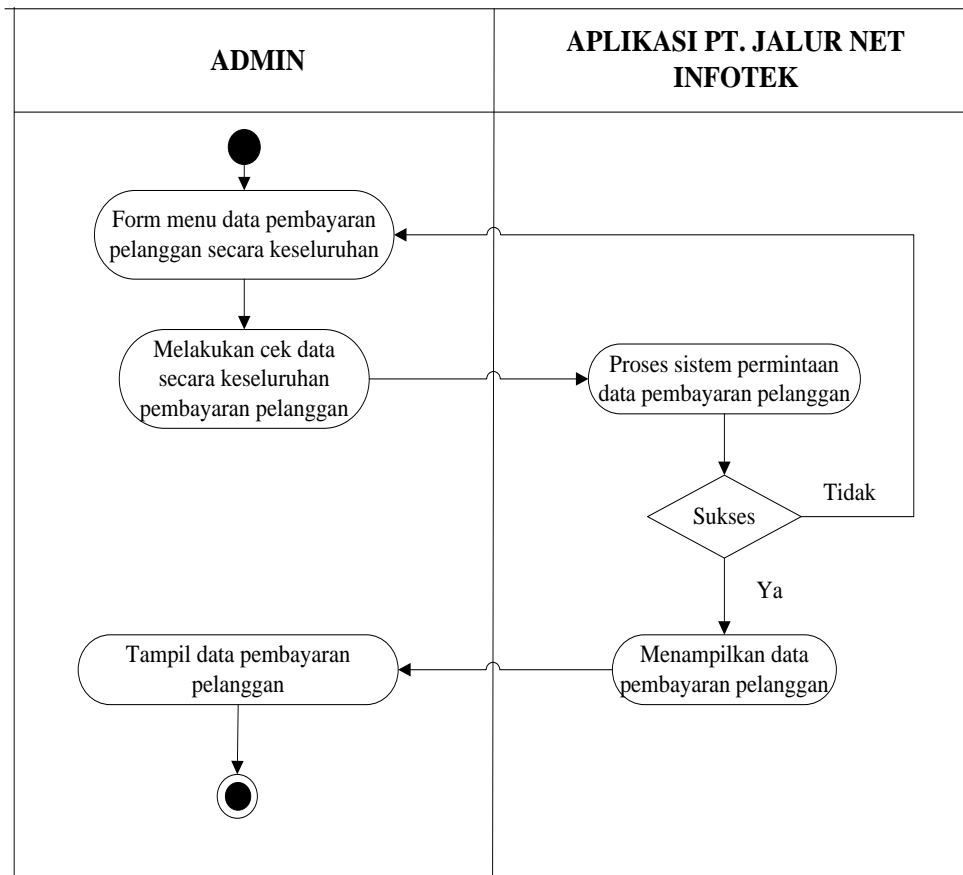 ADMIN
APLIKASI PT. JALUR NET
INFOTEK
Form menu data pembayaran
pelanggan secara keseluruhan
Melakukan cek data
secara keseluruhan
pembayaran pelanggan
Proses sistem permintaan
data pembayaran pelanggan
Sukses
Tidak
Ya
Menampilkan data
pembayaran pelanggan
Tampil data pembayaran
pelanggan